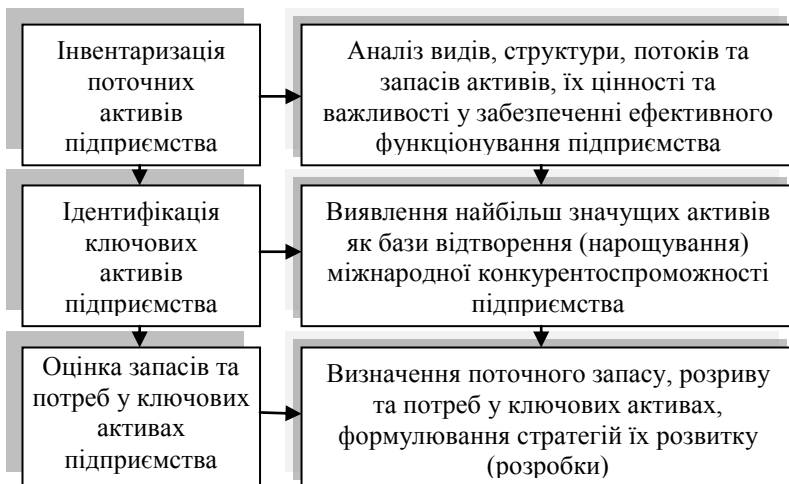 Інвентаризація
поточних
активів
підприємства
Аналіз видів, структури, потоків та
запасів активів, їх цінності та
важливості у забезпеченні ефективного
функціонування підприємства
Ідентифікація
ключових
активів
підприємства
Виявлення найбільш значущих активів
як бази відтворення (нарощування)
міжнародної конкурентоспроможності
підприємства
Оцінка запасів та
потреб у ключових
активах
підприємства
Визначення поточного запасу, розриву
та потреб у ключових активах,
формулювання стратегій їх розвитку
(розробки)